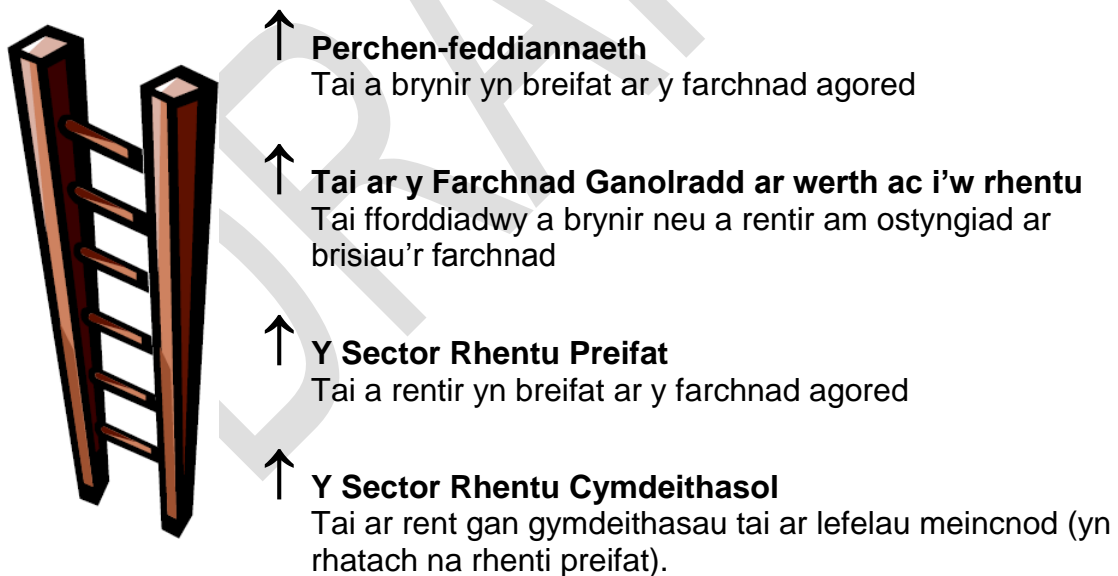 ↑ Perchen-feddiannaeth
Tai a brynir yn breifat ar y farchnad agored
↑ Tai ar y Farchnad Ganolradd ar werth ac i’w rhentu
Tai fforddiadwy a brynir neu a rentir am ostyngiad ar
brisiau’r farchnad
↑ Y Sector Rhentu Preifat
Tai a rentir yn breifat ar y farchnad agored
↑ Y Sector Rhentu Cymdeithasol
Tai ar rent gan gymdeithasau tai ar lefelau meincnod (yn
rhatach na rhenti preifat).